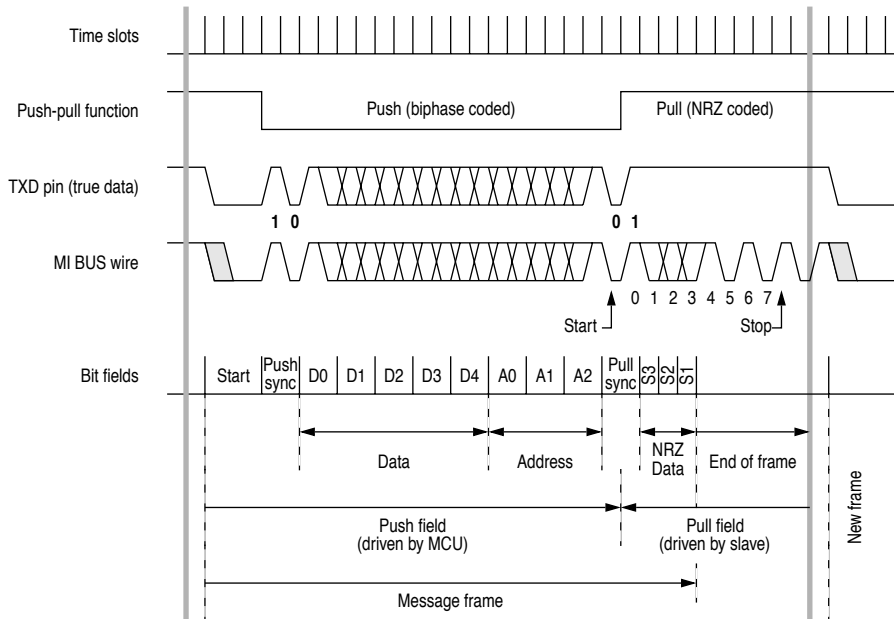 Time slots
Push-pull function
Push (biphase coded)
Pull (NRZ coded)
TXD pin (true data)
1 0
0 1
MI BUS wire
0 1 2 3 4 5 6 7
Start
Stop
Bit fields
Start
Push
sync
D0
D1
D2
D3
D4
A0
A1
A2
Pull
sync
S3
S2
S1
Data
Address
NRZ
Data
End of frame
Push field
(driven by MCU)
Pull field
(driven by slave)
New frame
Message frame